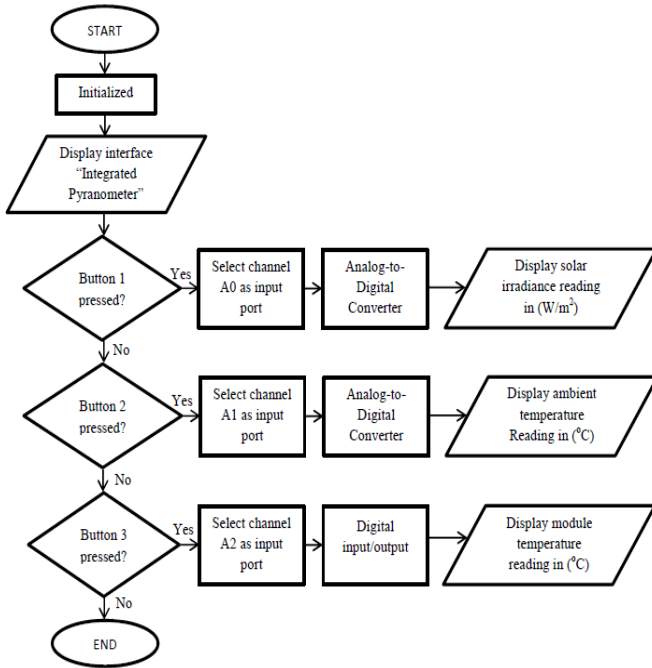 START
Initialized
Display interface
“Integrated
Pyranometer”
Button 1
pressed?
Yes
Select channel
A0 as input
port
Analog-to-
Digital
Converter
Display solar
irradiance reading
in (W/m²)
No
Button 2
pressed?
Yes
Select channel
A1 as input
port
Analog-to-
Digital
Converter
Display ambient
temperature
Reading in (⁰C)
No
Button 3
pressed?
Yes
Select channel
A2 as input
port
Digital
input/output
Display module
temperature
reading in (⁰C)
No
END